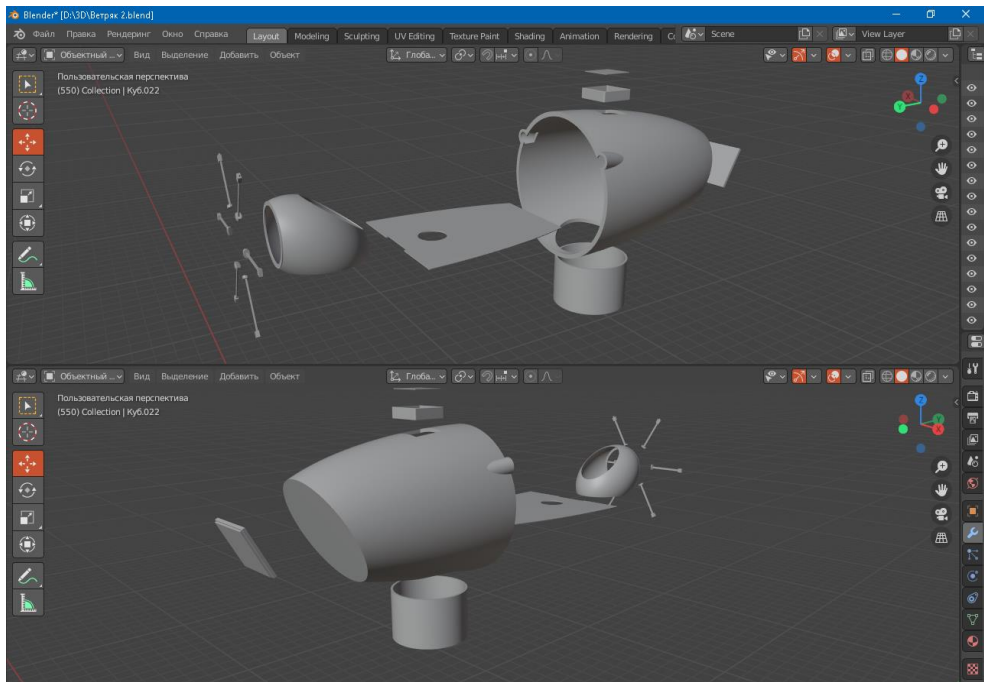 Blender* [D:\3D\Ветряк 2.blend]
Файл Правка Рендеринг Окно Справка Layout Modeling Sculpting UV Editing Texture Paint Shading Animation Rendering Scene View Layer
Объектный ... Вид Выделение Добавить Объект Глоба...
Пользовательская перспектива
(550) Collection | Куб.022
Z
X
Y
Объектный ... Вид Выделение Добавить Объект Глоба...
Пользовательская перспектива
(550) Collection | Куб.022
Z
Y
X